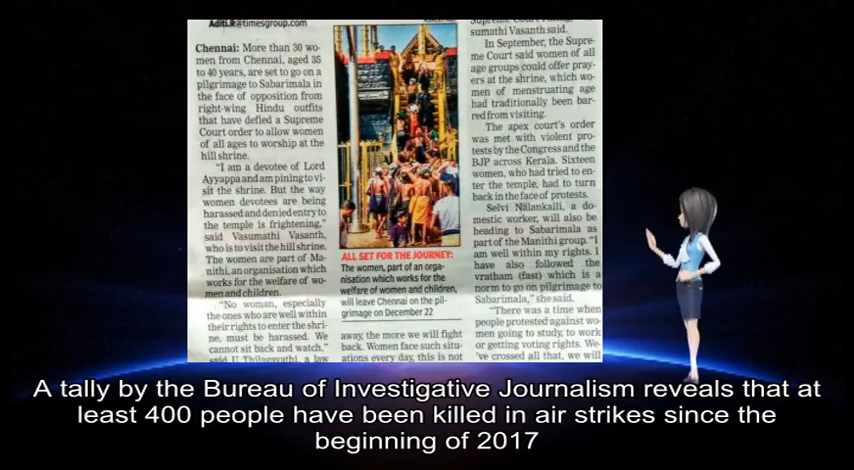 Aditi.R@timesgroup.com
Chennai: More than 30 wo-
men from Chennai, aged 35
to 40 years, are set to go on a
pilgrimage to Sabarimala in
the face of opposition from
right-wing Hindu outfits
that have defied a Supreme
Court order to allow women
of all ages to worship at the
hill shrine.
"I am a devotee of Lord
Ayyappa and am pining to vi-
sit the shrine. But the way
women devotees are being
harassed and denied entry to
the temple is frightening,"
said Vasumathi Vasanth,
who is to visit the hill shrine.
The women are part of Ma-
nithi, an organisation which
works for the welfare of wo-
men and children.
"No woman, especially
the ones who are well within
their rights to enter the shri-
ne, must be harassed. We
cannot sit back and watch,"
said U Thilagavathi, a law
ALL SET FOR THE JOURNEY:
The women, part of an orga-
nisation which works for the
welfare of women and children,
will leave Chennai on the pil-
grimage on December 22
away, the more we will fight
back. Women face such situ-
ations every day, this is not
Supreme Court
sumathi Vasanth said.
In September, the Supre-
me Court said women of all
age groups could offer pray-
ers at the shrine, which wo-
men of menstruating age
had traditionally been bar-
red from visiting.
The apex court's order
was met with violent pro-
tests by the Congress and the
BJP across Kerala. Sixteen
women, who had tried to en-
ter the temple, had to turn
back in the face of protests.
Selvi Nalankalli, a do-
mestic worker, will also be
heading to Sabarimala as
part of the Manithi group. "I
am well within my rights. I
have also followed the
vratham (fast) which is a
norm to go on pilgrimage to
Sabarimala," she said.
"There was a time when
people protested against wo-
men going to study, to work
or getting voting rights. We-
've crossed all that, we will
A tally by the Bureau of Investigative Journalism reveals that at
least 400 people have been killed in air strikes since the
beginning of 2017